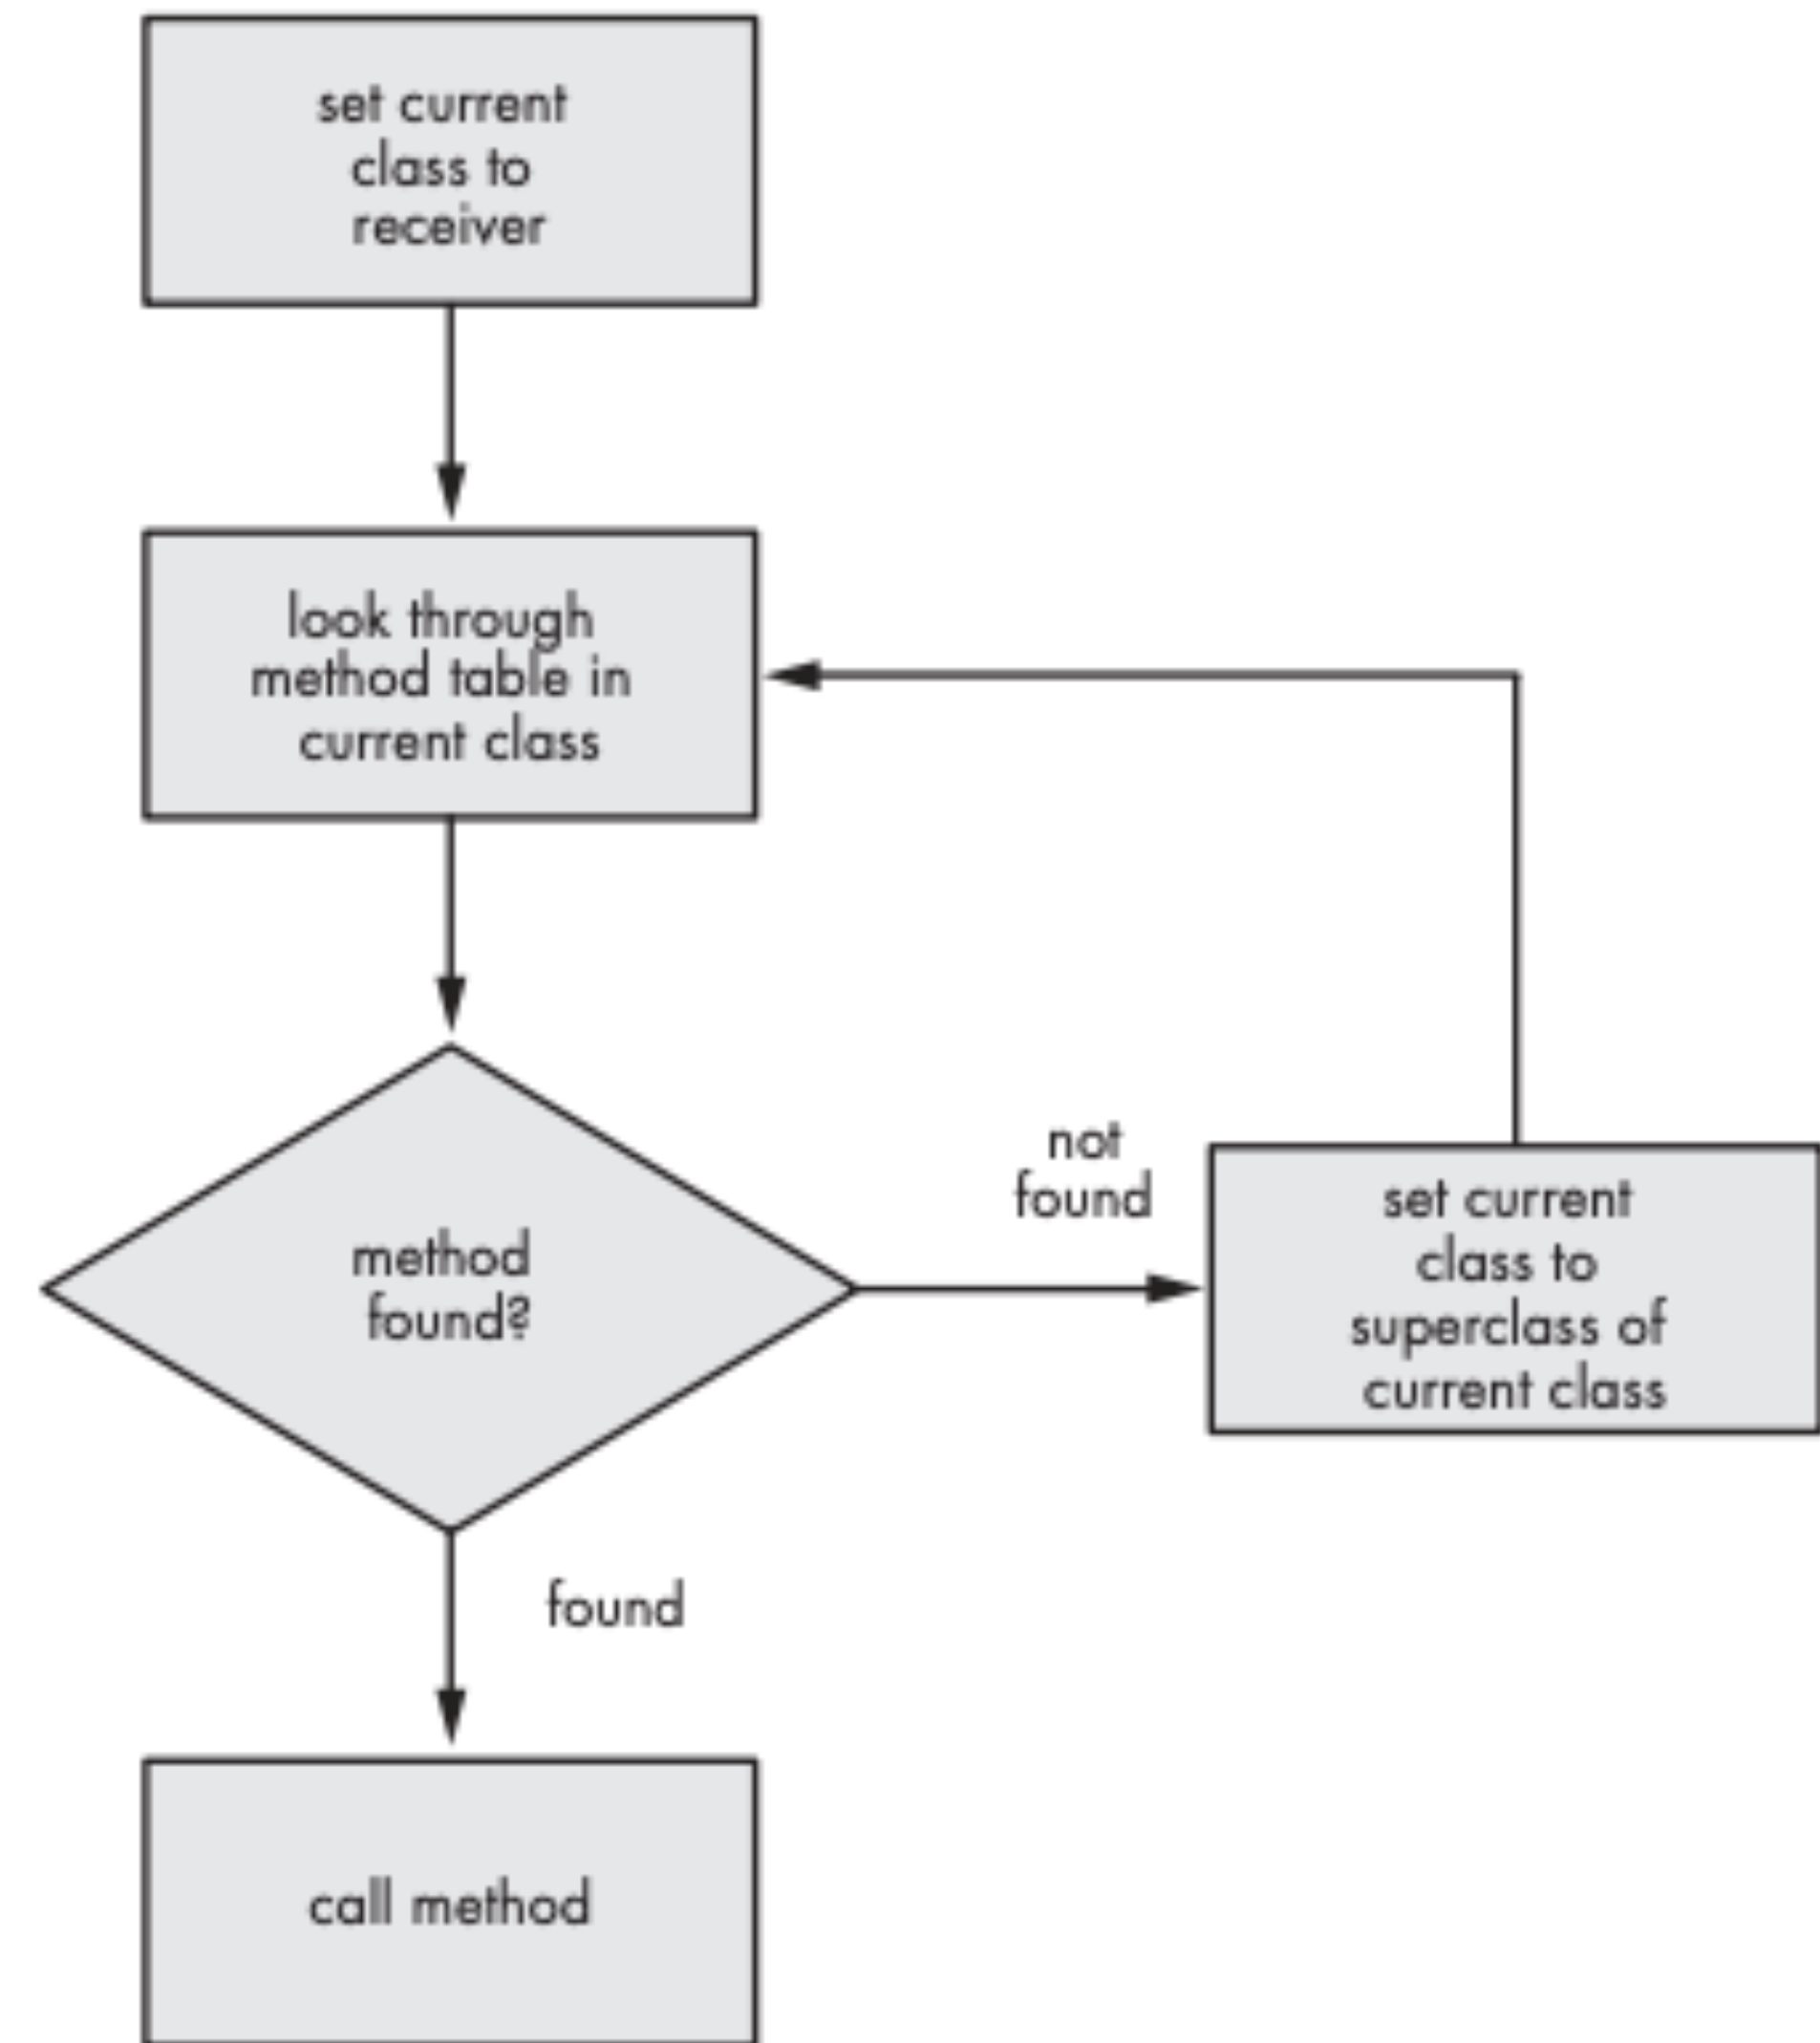 set current
class to
receiver
look through
method table in
current class
method
found?
not
found
set current
class to
superclass of
current class
found
call method